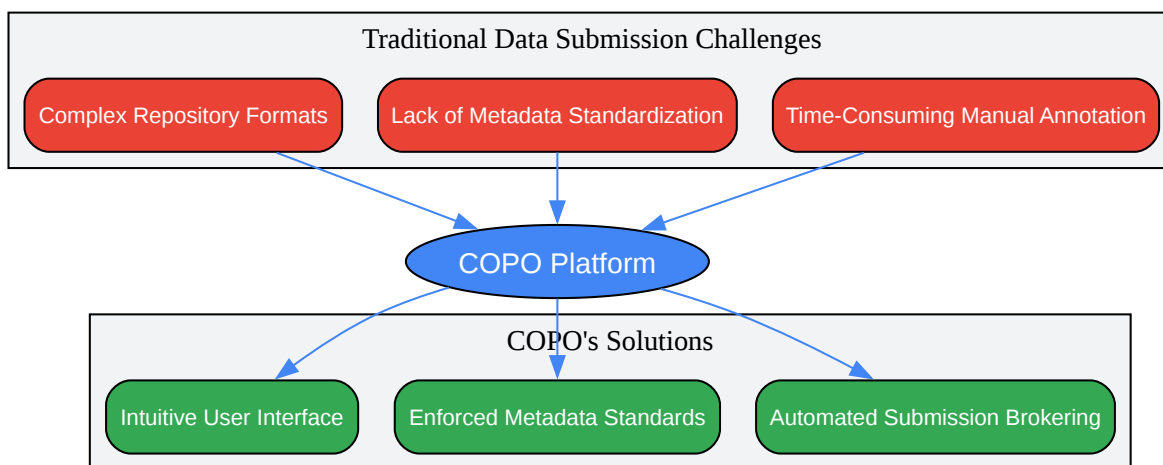 Traditional Data Submission Challenges
Complex Repository Formats
Lack of Metadata Standardization
Time-Consuming Manual Annotation
COPO Platform
COPO's Solutions
Intuitive User Interface
Enforced Metadata Standards
Automated Submission Brokering